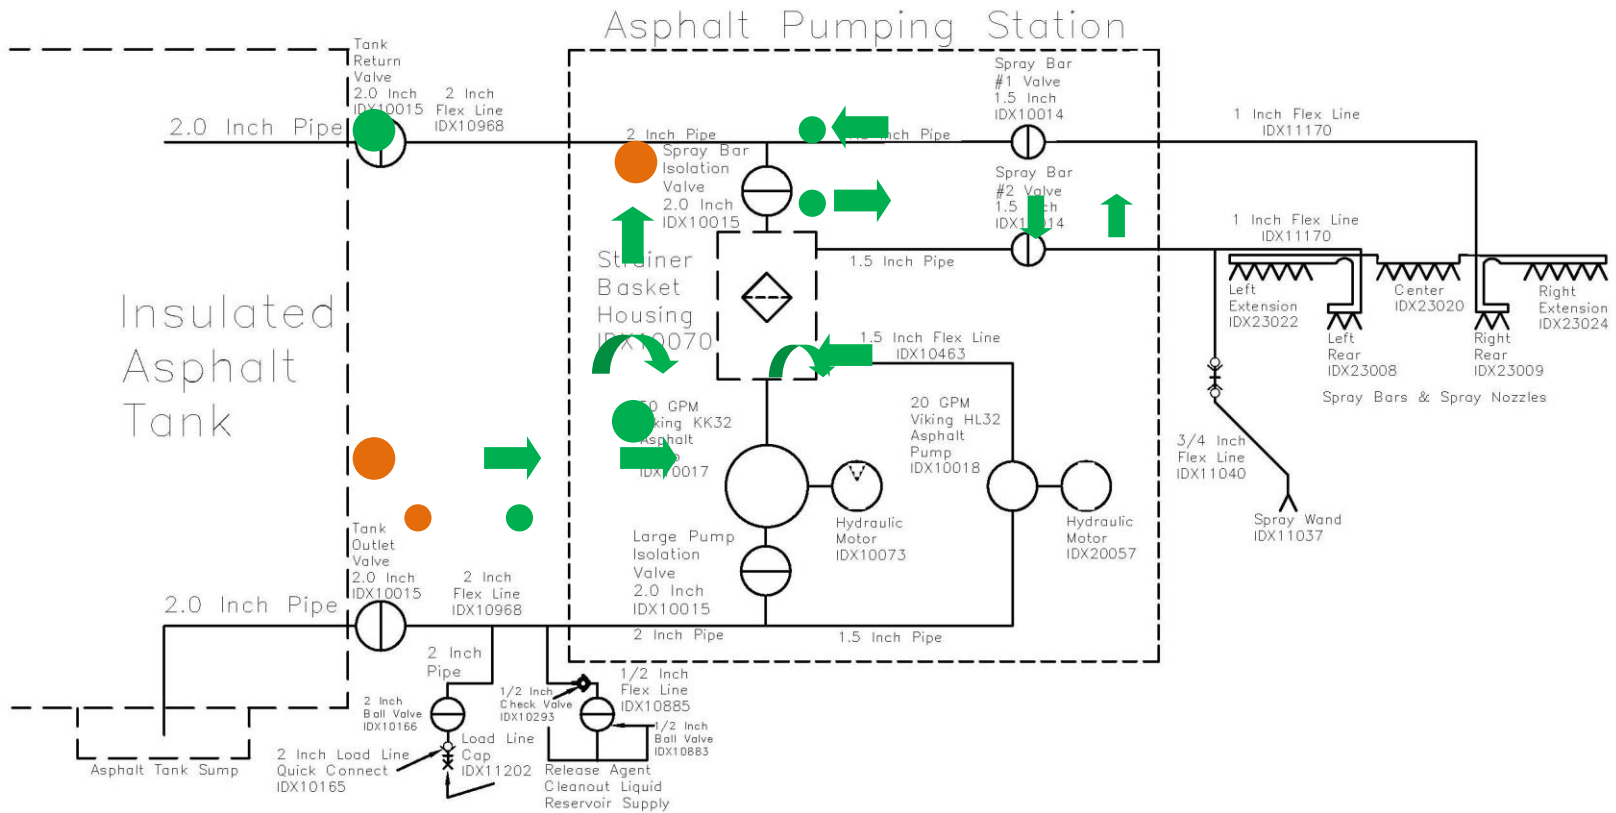 Asphalt Pumping Station
Tank
Return
Valve
2.0 Inch
IDX10015
2 Inch
Flex Line
IDX10968
2.0 Inch Pipe
2 Inch Pipe
Spray Bar
Isolation
Valve
2.0 Inch
IDX10015
Inch Pipe
Spray Bar
#1 Valve
1.5 Inch
IDX10014
1 Inch Flex Line
IDX11170
Spray Bar
#2 Valve
1.5 Inch
1 Inch Flex Line
IDX11170
1.5 Inch Pipe
Strainer
Basket
Housing
IDX10070
Insulated
Asphalt
Tank
Left
Extension
IDX23022
Center
IDX23020
Right
Extension
IDX23024
Left
Rear
IDX23008
Right
Rear
IDX23009
Spray Bars & Spray Nozzles
1.5 Inch Flex Line
IDX10463
GPM
Viking KK32
Asphalt
IDX10017
20 GPM
Viking HL32
Asphalt
Pump
IDX10018
3/4 Inch
Flex Line
IDX11040
Spray Wand
IDX11037
Hydraulic
Motor
IDX10073
Hydraulic
Motor
IDX20057
Large Pump
Isolation
Valve
2.0 Inch
IDX10015
Tank
Outlet
Valve
2.0 Inch
IDX10015
2 Inch
Flex Line
IDX10968
2.0 Inch Pipe
2 Inch Pipe
1.5 Inch Pipe
2 Inch
Pipe
2 Inch
Ball Valve
IDX10166
1/2 Inch
Check Valve
IDX10293
1/2 Inch
Flex Line
IDX10885
1/2 Inch
Ball Valve
IDX10883
Asphalt Tank Sump
2 Inch Load Line
Quick Connect
IDX10165
Load Line
Cap
IDX11202
Release Agent
Cleanout Liquid
Reservoir Supply